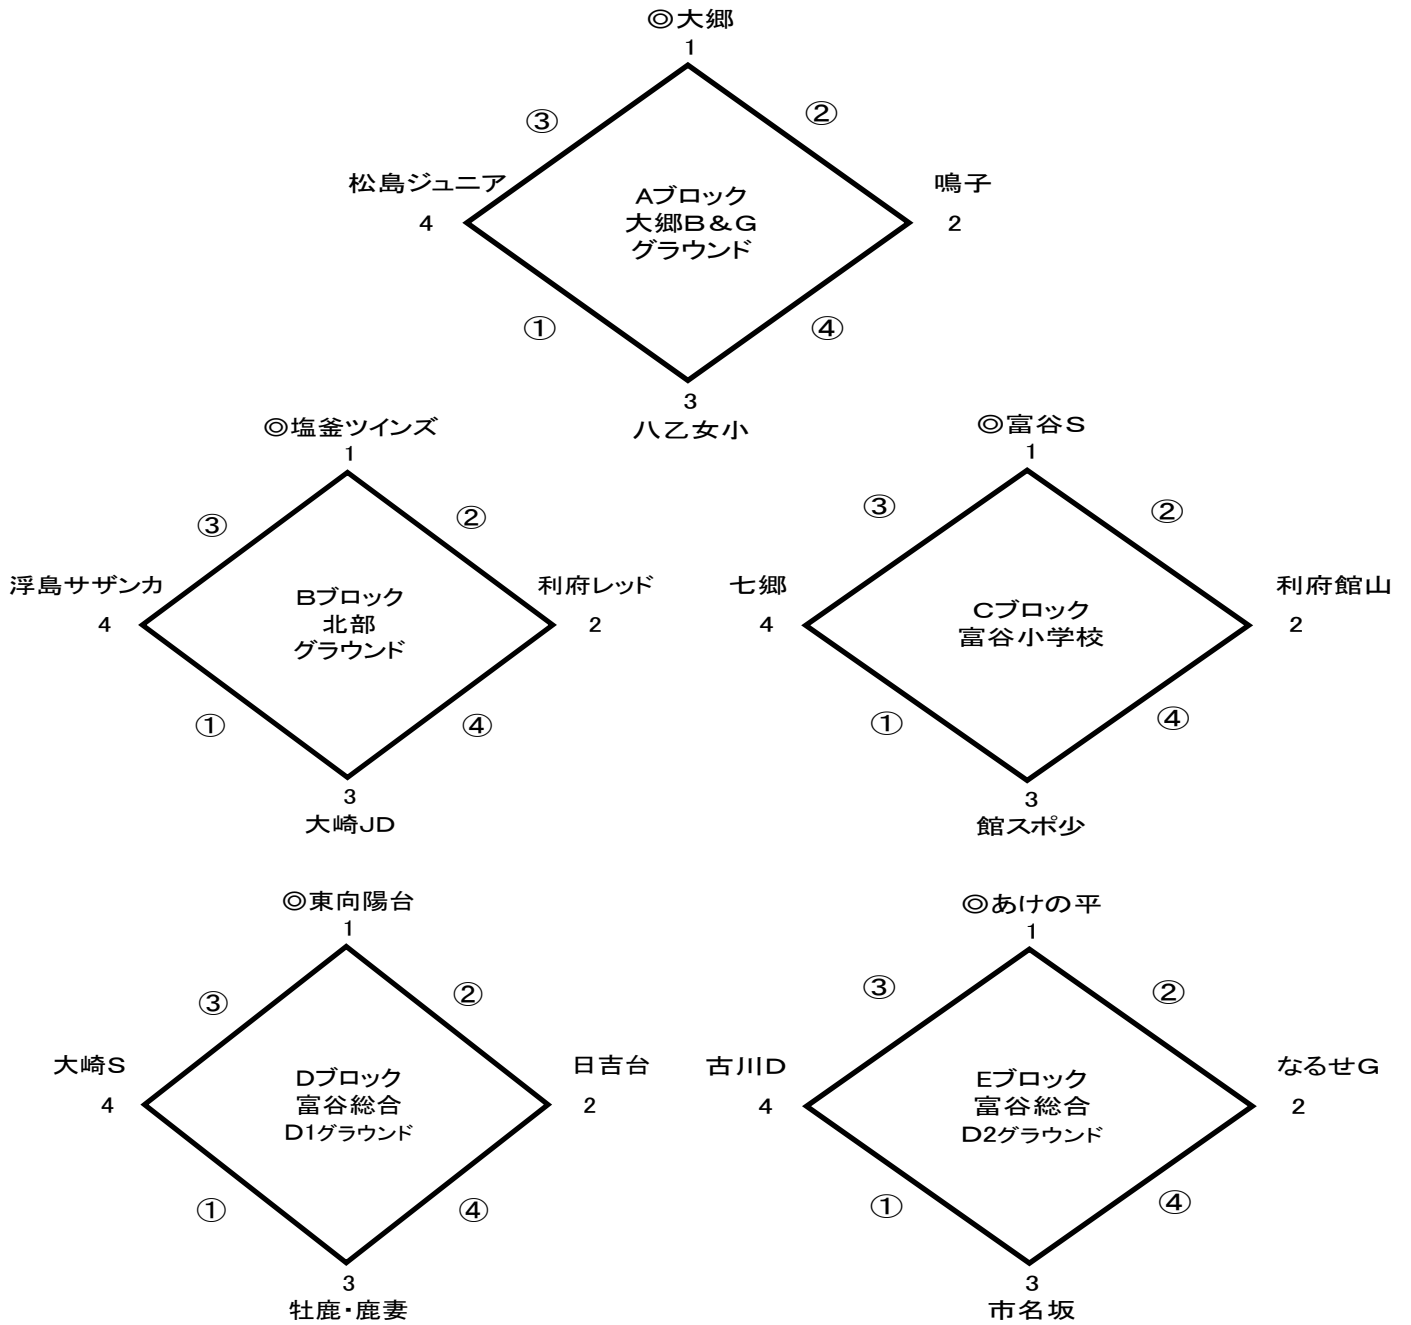 ◎大郷
1
③
②
松島ジュニア
鳴子
4
2
Aブロック
大郷B&G
グラウンド
①
④
3
八乙女小
◎塩釜ツインズ
1
③
②
浮島サザンカ
利府レッド
4
2
Bブロック
北部
グラウンド
①
④
3
大崎JD
◎富谷S
1
③
②
七郷
利府館山
4
2
Cブロック
富谷小学校
①
④
3
館スポ少
◎東向陽台
1
③
②
大崎S
日吉台
4
2
Dブロック
富谷総合
D1グラウンド
①
④
3
牡鹿・鹿妻
◎あけの平
1
③
②
古川D
なるせG
4
2
Eブロック
富谷総合
D2グラウンド
①
④
3
市名坂